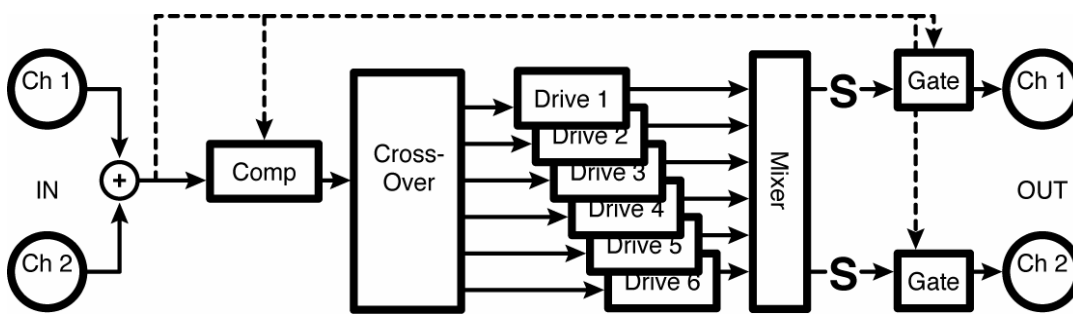 Ch 1
IN
Ch 2
+
Comp
Cross-
Over
Drive 1
Drive 2
Drive 3
Drive 4
Drive 5
Drive 6
Mixer
S
S
Gate
Gate
Ch 1
OUT
Ch 2